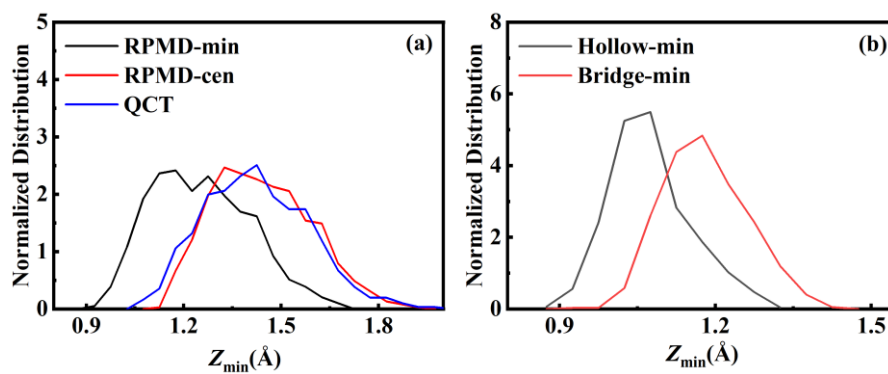 5
4
3
2
1
0
Normalized Distribution
RPMD-min
RPMD-cen
QCT
(a)
0.9 1.2 1.5 1.8
Zmin(Å)
8
6
4
2
0
Normalized Distribution
Hollow-min
Bridge-min
(b)
0.9 1.2 1.5
Zmin(Å)